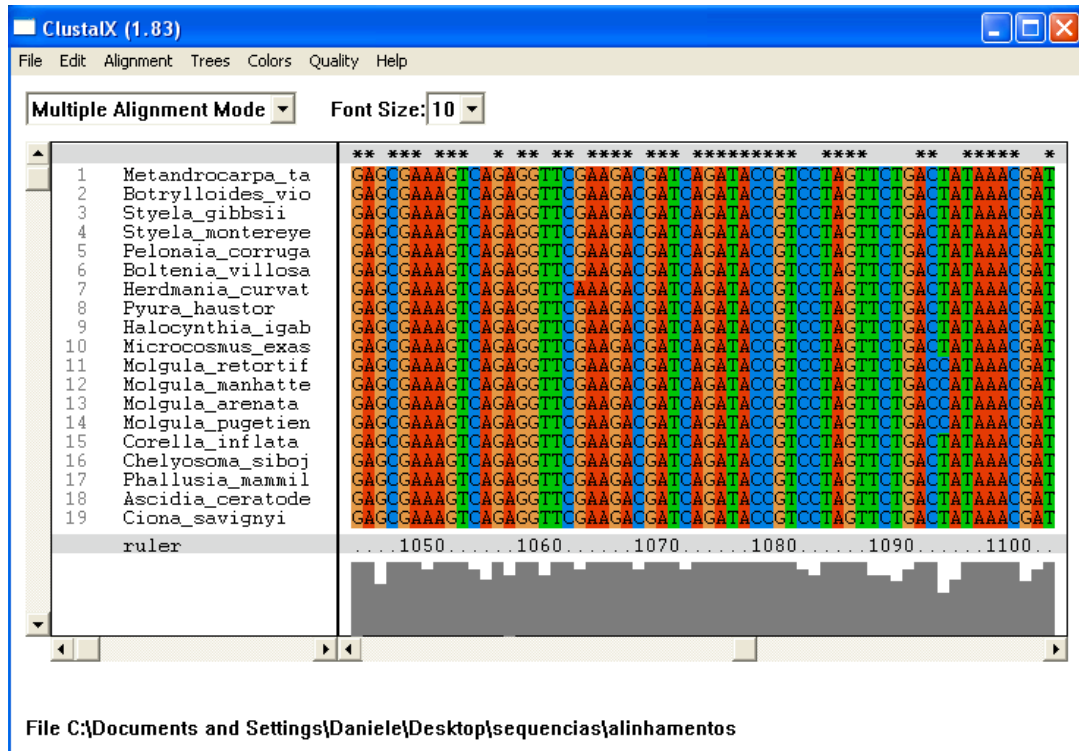 ClustalX (1.83)
File Edit Alignment Trees Colors Quality Help
Multiple Alignment Mode Font Size: 10
** *** ***  * ** ** **** *** *********  ****    **  *****  *
1 Metandrocarpa_ta GAGCGAAAGTCAGAGGTTCGAAGACGATCAGATACCGTCCTAGTTCTGACTATAAACGAT
2 Botrylloides_vio GAGCGAAAGTCAGAGGTTCGAAGACGATCAGATACCGTCCTAGTTCTGACTATAAACGAT
3 Styela_gibbsii GAGCGAAAGTCAGAGGTTCGAAGACGATCAGATACCGTCCTAGTTCTGACTATAAACGAT
4 Styela_montereye GAGCGAAAGTCAGAGGTTCGAAGACGATCAGATACCGTCCTAGTTCTGACTATAAACGAT
5 Pelonaia_corruga GAGCGAAAGTCAGAGGTTCGAAGACGATCAGATACCGTCCTAGTTCTGACTATAAACGAT
6 Boltenia_villosa GAGCGAAAGTCAGAGGTTCGAAGACGATCAGATACCGTCCTAGTTCTGACTATAAACGAT
7 Herdmania_curvat GAGCGAAAGTCAGAGGTTCAAAGACGATCAGATACCGTCCTAGTTCTGACTATAAACGAT
8 Pyura_haustor GAGCGAAAGTCAGAGGTTCGAAGACGATCAGATACCGTCCTAGTTCTGACTATAAACGAT
9 Halocynthia_igab GAGCGAAAGTCAGAGGTTCGAAGACGATCAGATACCGTCCTAGTTCTGACTATAAACGAT
10 Microcosmus_exas GAGCGAAAGTCAGAGGTTCGAAGACGATCAGATACCGTCCTAGTTCTGACTATAAACGAT
11 Molgula_retortif GAGCGAAAGTCAGAGGTTCGAAGACGATCAGATACCGTCCTAGTTCTGACCATAAACGAT
12 Molgula_manhatte GAGCGAAAGTCAGAGGTTCGAAGACGATCAGATACCGTCCTAGTTCTGACCATAAACGAT
13 Molgula_arenata GAGCGAAAGTCAGAGGTTCGAAGACGATCAGATACCGTCCTAGTTCTGACCATAAACGAT
14 Molgula_pugetien GAGCGAAAGTCAGAGGTTCGAAGACGATCAGATACCGTCCTAGTTCTGACCATAAACGAT
15 Corella_inflata GAGCGAAAGTCAGAGGTTCGAAGACGATCAGATACCGTCCTAGTTCTGACTATAAACGAT
16 Chelyosoma_siboj GAGCGAAAGTCAGAGGTTCGAAGACGATCAGATACCGTCCTAGTTCTGACTATAAACGAT
17 Phallusia_mammil GAGCGAAAGTCAGAGGTTCGAAGACGATCAGATACCGTCCTAGTTCTGACTATAAACGAT
18 Ascidia_ceratode GAGCGAAAGTCAGAGGTTCGAAGACGATCAGATACCGTCCTAGTTCTGACTATAAACGAT
19 Ciona_savignyi GAGCGAAAGTCAGAGGTTCGAAGACGATCAGATACCGTCCTAGTTCTGACTATAAACGAT
ruler ....1050......1060......1070......1080......1090......1100..
File C:\Documents and Settings\Daniele\Desktop\sequencias\alinhamentos